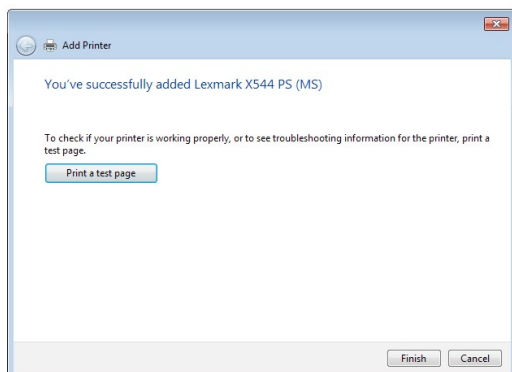 Add Printer
You've successfully added Lexmark X544 PS (MS)
To check if your printer is working properly, or to see troubleshooting information for the printer, print a
test page.
Print a test page
Finish Cancel